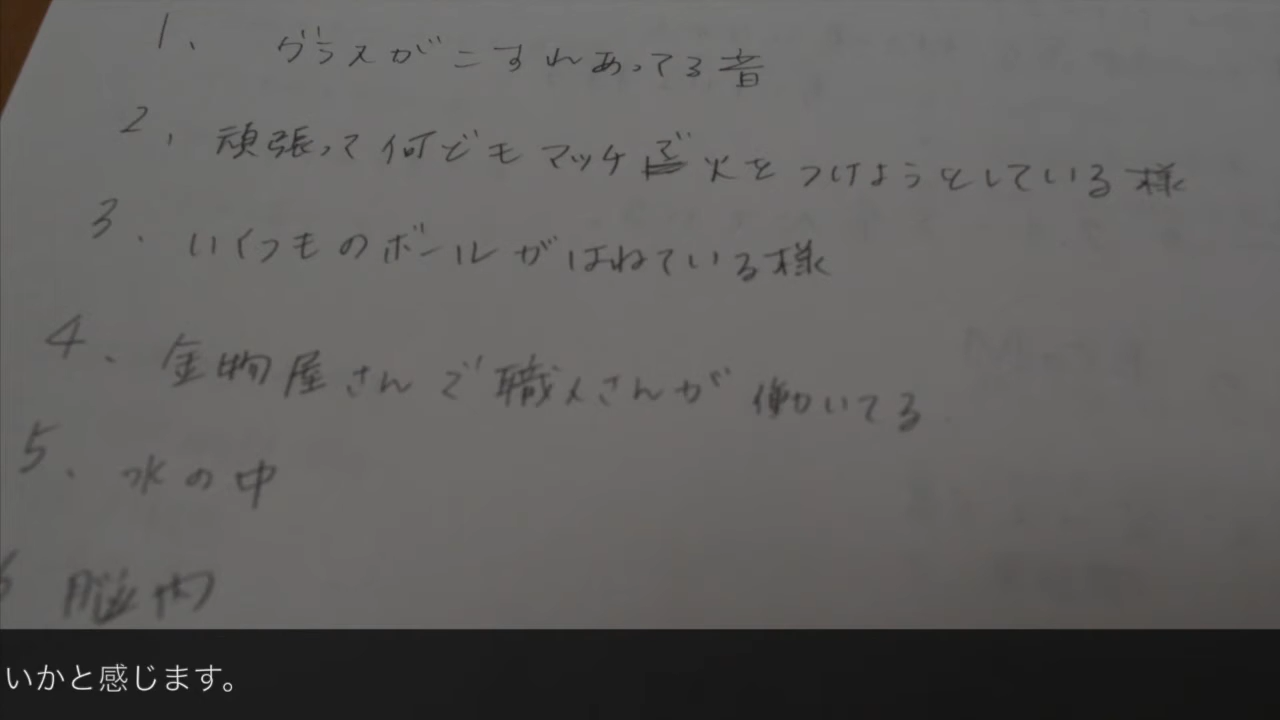 1、 グラスがこすれあってる音
2、 頑張って何どもマッチで火をつけようとしている様
3、 いくつものボールがはねている様
4、 金物屋さんで職人さんが働いてる
5、 水の中
6 脳内
いかと感じます。